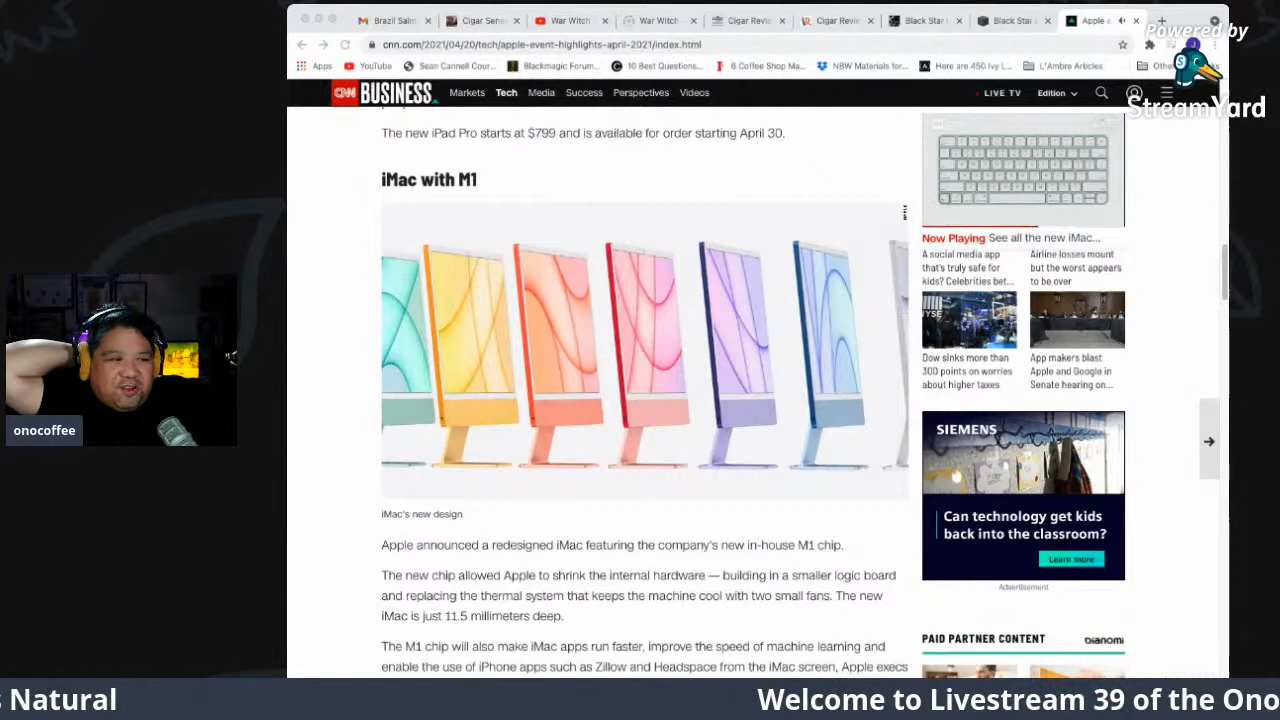 Brazil Salm
Cigar Sens
War Witch
War Witch –
Cigar Revie
Cigar Revie
Black Star L
Black Star
Apple e
Powered by
cnn.com/2021/04/20/tech/apple-event-highlights-april-2021/index.html
Apps
YouTube
Sean Cannell Cour...
Blackmagic Forum...
10 Best Questions...
6 Coffee Shop Ma...
NBW Materials for...
Here are 450 Ivy L...
L'Ambre Articles
StreamYard
CNN BUSINESS
Markets
Tech
Media
Success
Perspectives
Videos
LIVE TV
Edition
The new iPad Pro starts at $799 and is available for order starting April 30.
iMac with M1
iMac's new design
Apple announced a redesigned iMac featuring the company's new in-house M1 chip.
The new chip allowed Apple to shrink the internal hardware — building in a smaller logic board
and replacing the thermal system that keeps the machine cool with two small fans. The new
iMac is just 11.5 millimeters deep.
The M1 chip will also make iMac apps run faster, improve the speed of machine learning and
enable the use of iPhone apps such as Zillow and Headspace from the iMac screen, Apple execs
Now Playing See all the new iMac...
A social media app
that's truly safe for
kids? Celebrities bet...
Airline losses mount
but the worst appears
to be over
NYSE
Dow sinks more than
300 points on worries
about higher taxes
App makers blast
Apple and Google in
Senate hearing on...
SIEMENS
Can technology get kids
back into the classroom?
Learn more
Advertisement
PAID PARTNER CONTENT
DIANOMI
onocoffee
s Natural
Welcome to Livestream 39 of the Ono